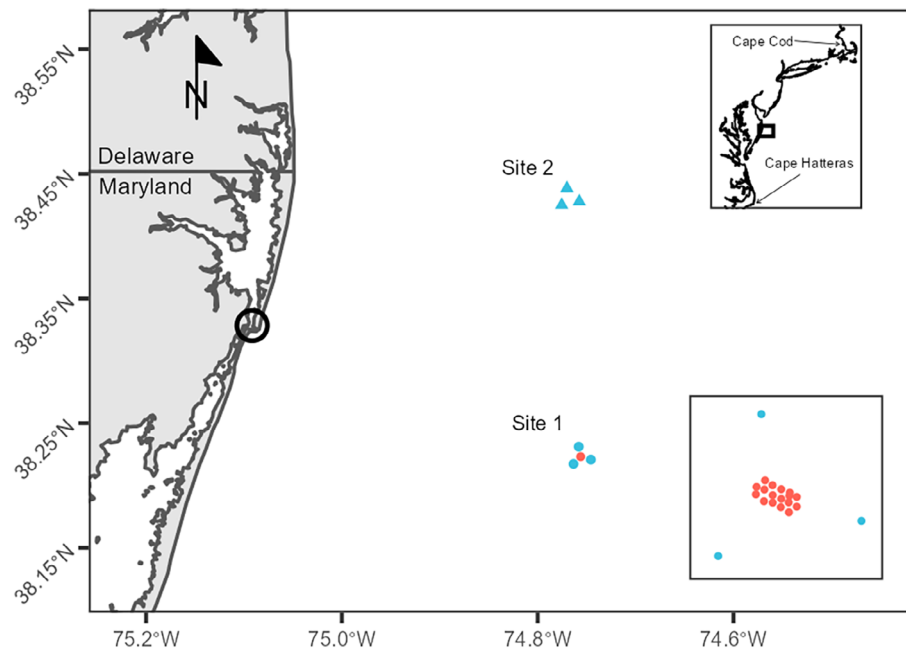 38.55°N
N
Cape Cod
Delaware
Maryland
38.45°N
Site 2
Cape Hatteras
38.35°N
38.25°N
Site 1
38.15°N
75.2°W
75.0°W
74.8°W
74.6°W